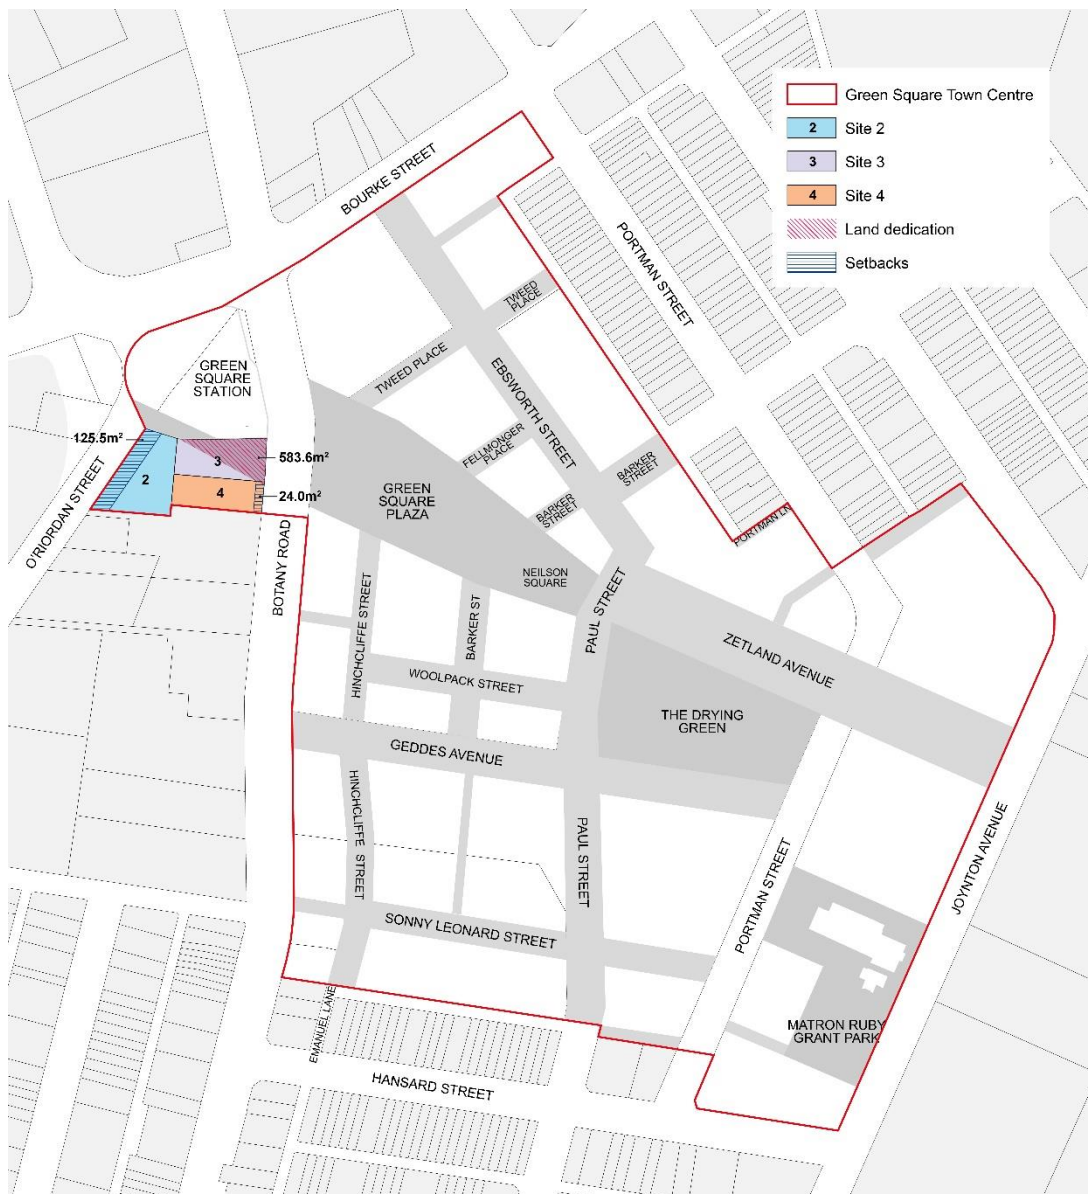 Green Square Town Centre
2
Site 2
3
Site 3
4
Site 4
Land dedication
Setbacks
BOURKE STREET
PORTMAN STREET
TWEED
PLACE
TWEED PLACE
GREEN
SQUARE
STATION
EBSWORTH STREET
FELLMONGER
PLACE
BARKER
STREET
BARKER
STREET
125.5m²
583.6m²
24.0m²
2
3
4
O'RIORDAN STREET
BOTANY ROAD
GREEN
SQUARE
PLAZA
NEILSON
SQUARE
PORTMAN LN
HINCHCLIFFE STREET
BARKER ST
PAUL STREET
ZETLAND AVENUE
WOOLPACK STREET
THE DRYING
GREEN
GEDDES AVENUE
HINCHCLIFFE STREET
PAUL STREET
PORTMAN STREET
JOYNTON AVENUE
SONNY LEONARD STREET
EMANUEL LANE
MATRON RUBY
GRANT PARK
HANSARD STREET